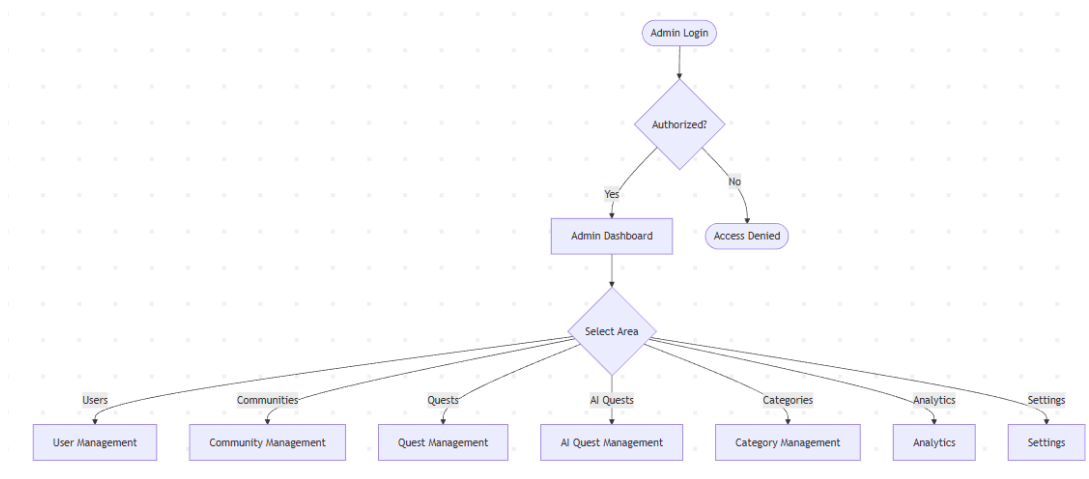 Admin Login
Authorized?
Yes
No
Admin Dashboard
Access Denied
Select Area
Users
Communities
Quests
AI Quests
Categories
Analytics
Settings
User Management
Community Management
Quest Management
AI Quest Management
Category Management
Analytics
Settings